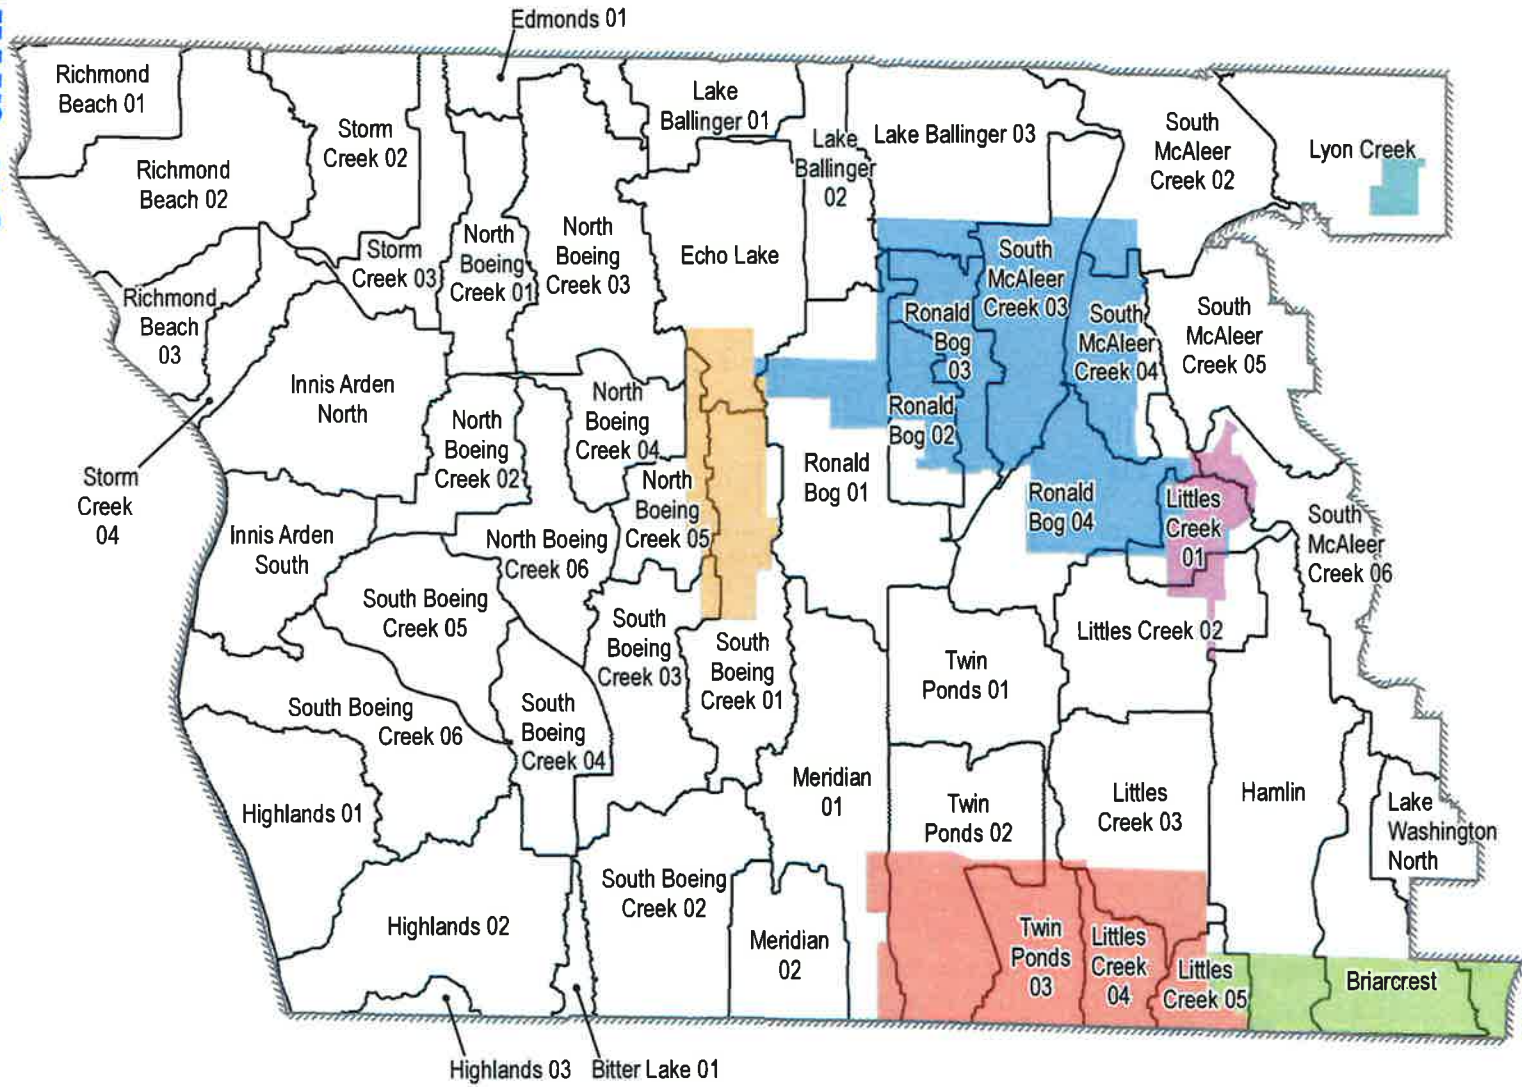 Edmonds 01
Richmond
Beach 01
Richmond
Beach 02
Storm
Creek 02
Lake
Ballinger 01
Lake
Ballinger
02
Lake Ballinger 03
South
McAleer
Creek 02
Lyon Creek
Richmond
Beach
03
Storm
Creek 03
North
Boeing
Creek 01
North
Boeing
Creek 03
Echo Lake
South
McAleer
Creek 03
Ronald
Bog
03
South
McAleer
Creek 04
South
McAleer
Creek 05
Innis Arden
North
North
Boeing
Creek 02
North
Boeing
Creek 04
Ronald
Bog 02
Storm
Creek
04
Ronald
Bog 01
North
Boeing
Creek 05
Ronald
Bog 04
Littles
Creek
01
South
McAleer
Creek 06
Innis Arden
South
North Boeing
Creek 06
South Boeing
Creek 05
South
Boeing
Creek 03
South
Boeing
Creek 01
Twin
Ponds 01
Littles Creek 02
South Boeing
Creek 06
South
Boeing
Creek 04
Highlands 01
Meridian
01
Twin
Ponds 02
Littles
Creek 03
Hamlin
Lake
Washington
North
Highlands 02
South Boeing
Creek 02
Meridian
02
Twin
Ponds
03
Littles
Creek
04
Littles
Creek 05
Briarcrest
Highlands 03
Bitter Lake 01